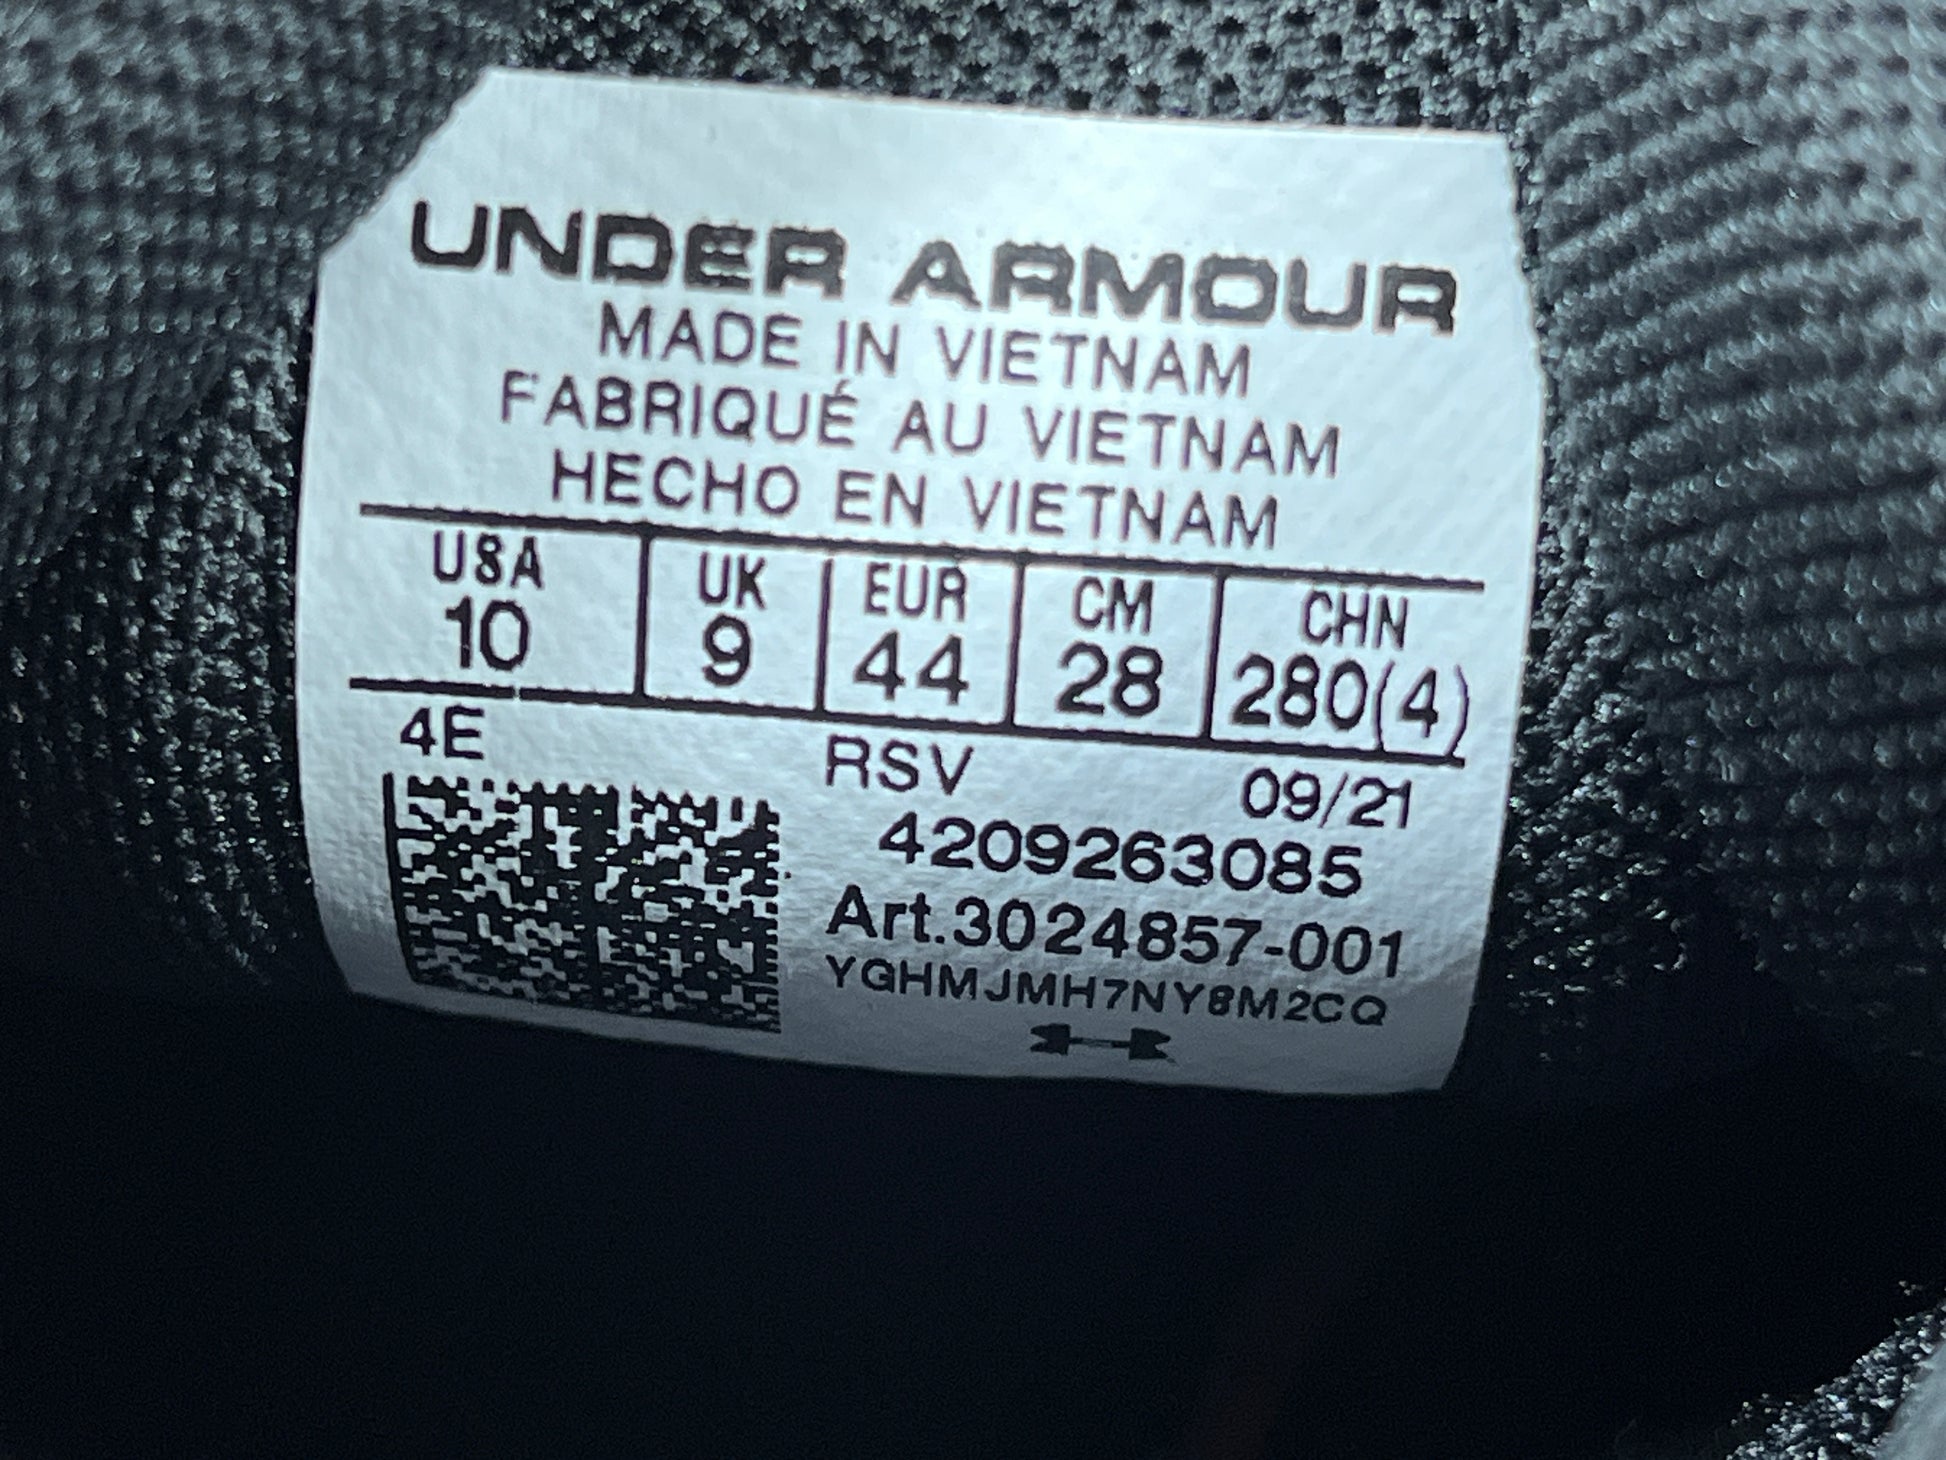 UNDER ARMOUR
MADE IN VIETNAM
FABRIQUÉ AU VIETNAM
HECHO EN VIETNAM
USA UK EUR CM CHN
10 9 44 28 280(4)
4E RSV 09/21
4209263085
Art.3024857-001
YGHMJMH7NY8M2CQ